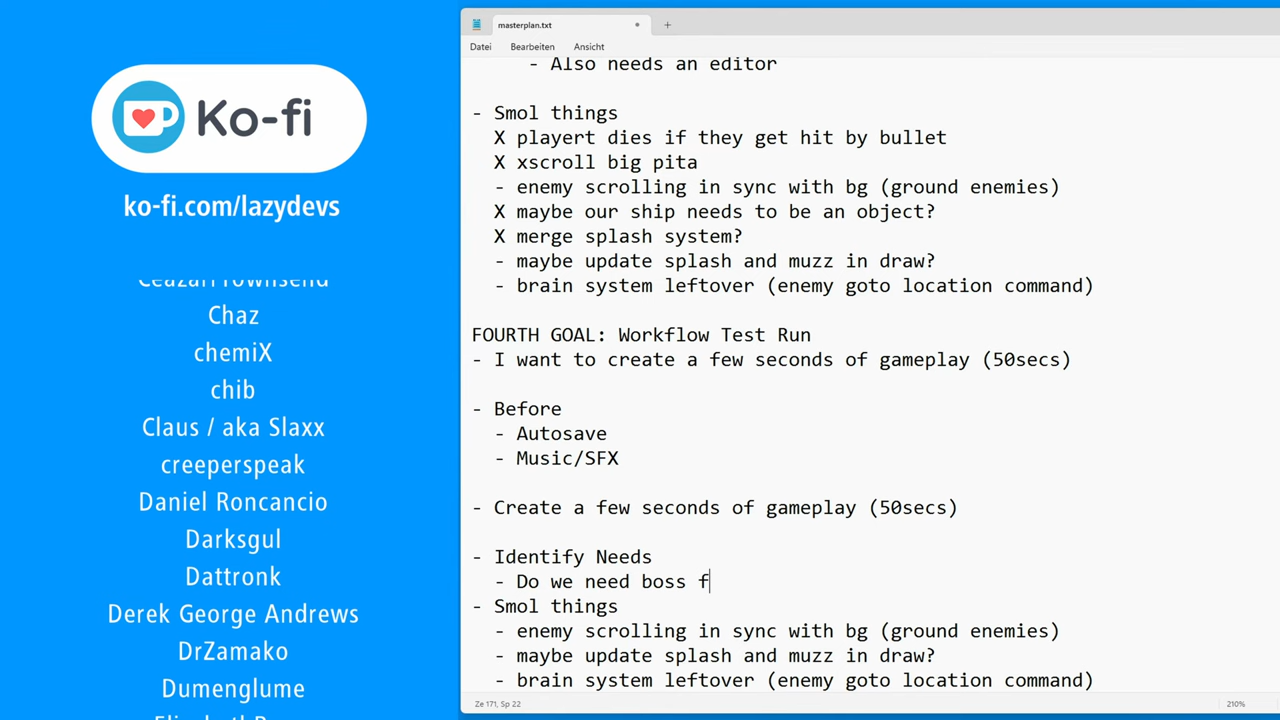 Ko-fi
ko-fi.com/lazydevs
Ceazari Townsend
Chaz
chemiX
chib
Claus / aka Slaxx
creeperspeak
Daniel Roncancio
Darksgul
Dattronk
Derek George Andrews
DrZamako
Dumenglume
masterplan.txt
Datei Bearbeiten Ansicht
- Also needs an editor
- Smol things
X playert dies if they get hit by bullet
X xscroll big pita
- enemy scrolling in sync with bg (ground enemies)
X maybe our ship needs to be an object?
X merge splash system?
- maybe update splash and muzz in draw?
- brain system leftover (enemy goto location command)
FOURTH GOAL: Workflow Test Run
- I want to create a few seconds of gameplay (50secs)
- Before
- Autosave
- Music/SFX
- Create a few seconds of gameplay (50secs)
- Identify Needs
- Do we need boss f
- Smol things
- enemy scrolling in sync with bg (ground enemies)
- maybe update splash and muzz in draw?
- brain system leftover (enemy goto location command)
Ze 171, Sp 22
210%